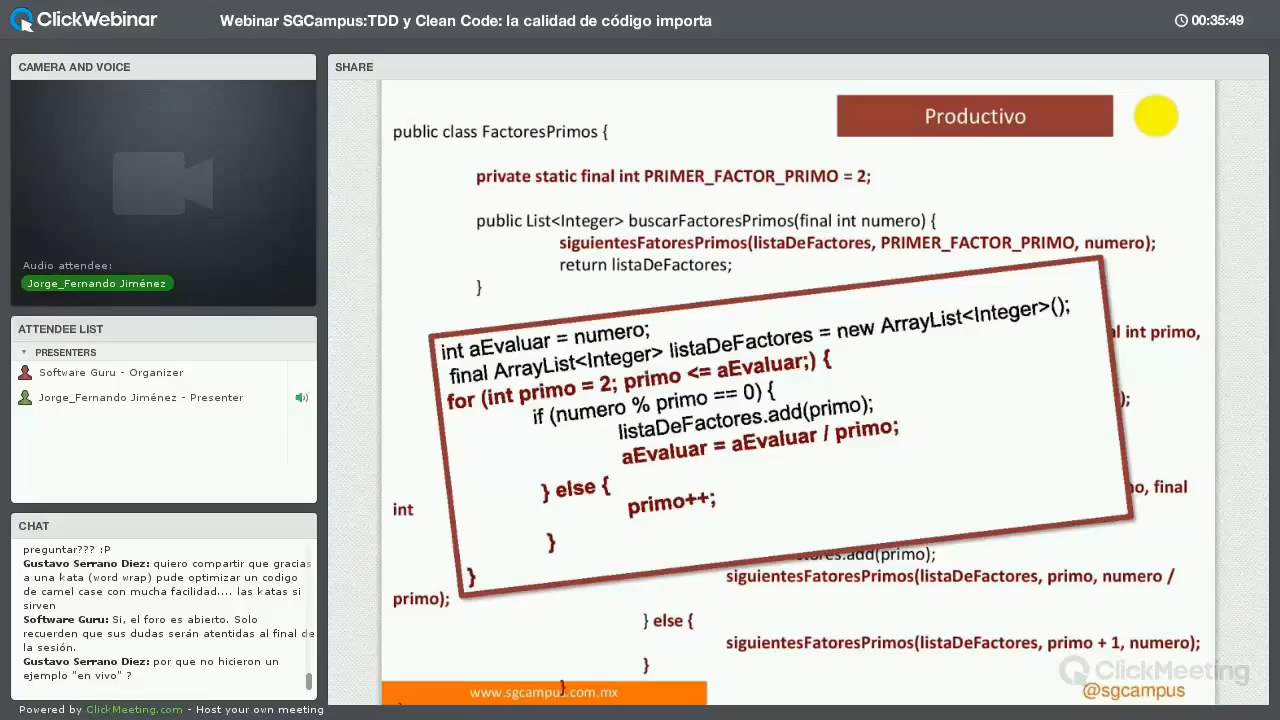 ClickWebinar
Webinar SGCampus:TDD y Clean Code: la calidad de código importa
00:35:49
CAMERA AND VOICE
Audio attendee:
Jorge_Fernando Jiménez
ATTENDEE LIST
PRESENTERS
Software Guru - Organizer
Jorge_Fernando Jiménez - Presenter
CHAT
preguntar??? :P
Gustavo Serrano Diez: quiero compartir que gracias
a una kata (word wrap) pude optimizar un codigo
de camel case con mucha facilidad.... las katas si
sirven
Software Guru: Si, el foro es abierto. Solo
recuerden que sus dudas serán atentidas al final de
la sesión.
Gustavo Serrano Diez: por que no hicieron un
ejemplo "en vivo" ?
SHARE
Productivo
public class FactoresPrimos {
private static final int PRIMER_FACTOR_PRIMO = 2;
public List<Integer> buscarFactoresPrimos(final int numero) {
siguientesFatoresPrimos(listaDeFactores, PRIMER_FACTOR_PRIMO, numero);
return listaDeFactores;
}
int primo,
int aEvaluar = numero;
final ArrayList<Integer> listaDeFactores = new ArrayList<Integer>();
for (int primo = 2; primo <= aEvaluar;) {
if (numero % primo == 0) {
listaDeFactores.add(primo);
aEvaluar = aEvaluar / primo;
} else {
primo++;
}
}
);
final
int
.add(primo);
siguientesFatoresPrimos(listaDeFactores, primo, numero /
primo);
} else {
siguientesFatoresPrimos(listaDeFactores, primo + 1, numero);
}
}
www.sgcampus.com.mx
ClickMeeting
@sgcampus
Powered by ClickMeeting.com - Host your own meeting